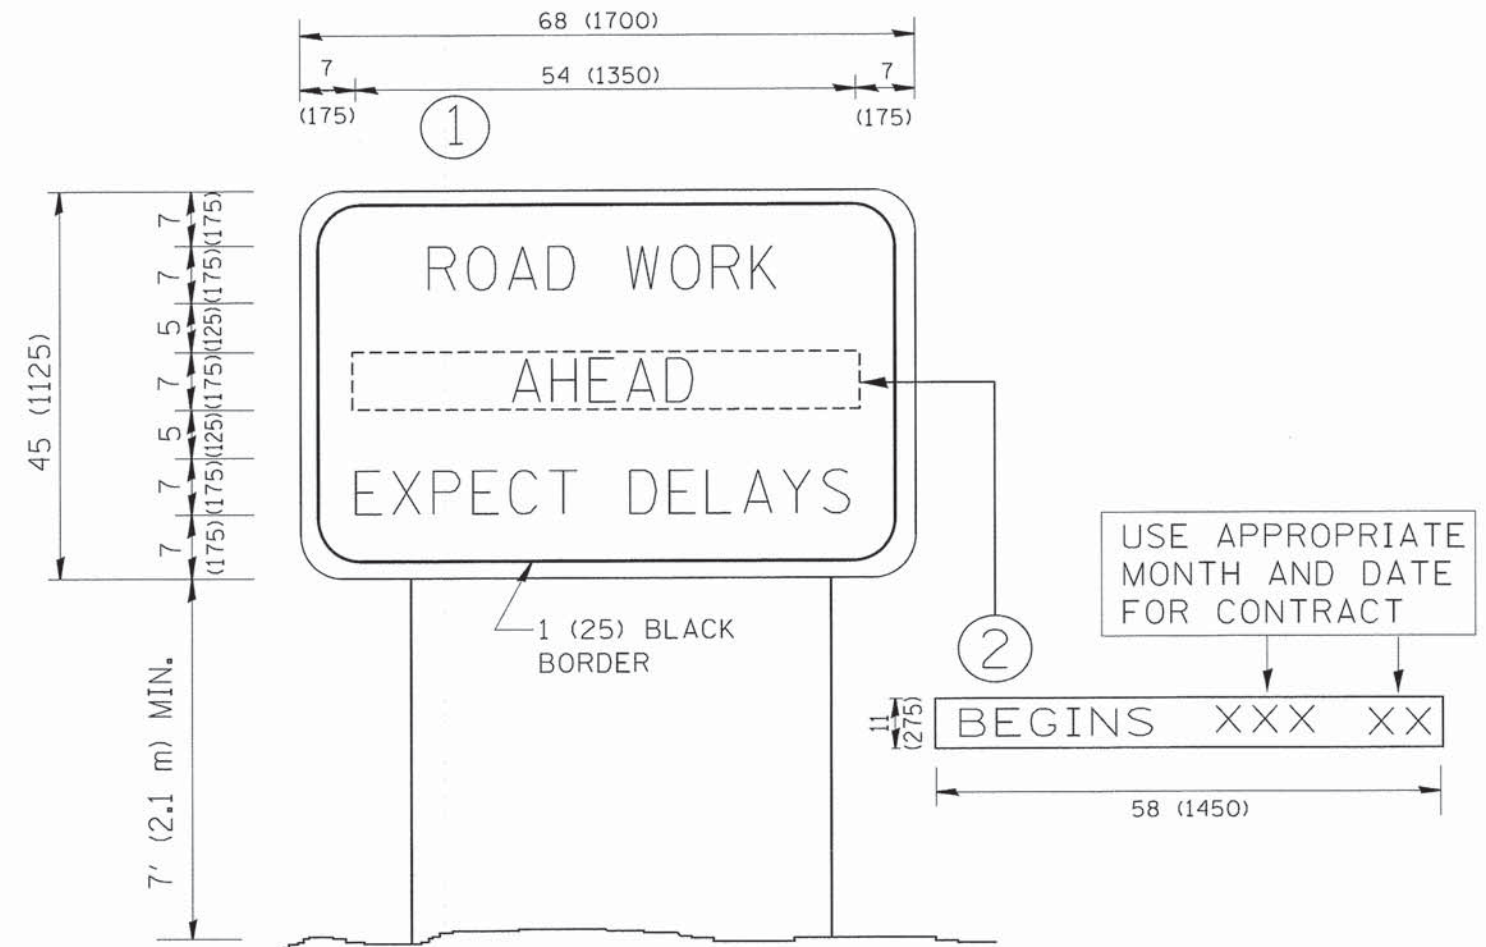 68 (1700)
7
54 (1350)
7
(175)
(175)
1
45 (1125)
7
(175)
7
(175)
5
(125)
7
(175)
5
(125)
7
(175)
7
(175)
ROAD WORK
AHEAD
EXPECT DELAYS
1 (25) BLACK
BORDER
7' (2.1 m) MIN.
USE APPROPRIATE
MONTH AND DATE
FOR CONTRACT
2
11
(275)
BEGINS XXX XX
58 (1450)